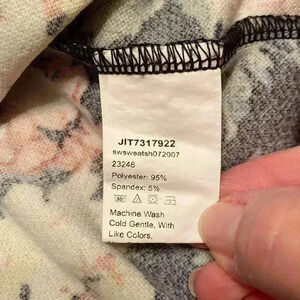 JIT7317922
swsweatsh072007
23246
Polyester: 95%
Spandex: 5%
Machine Wash
Cold Gentle, With
Like Colors,